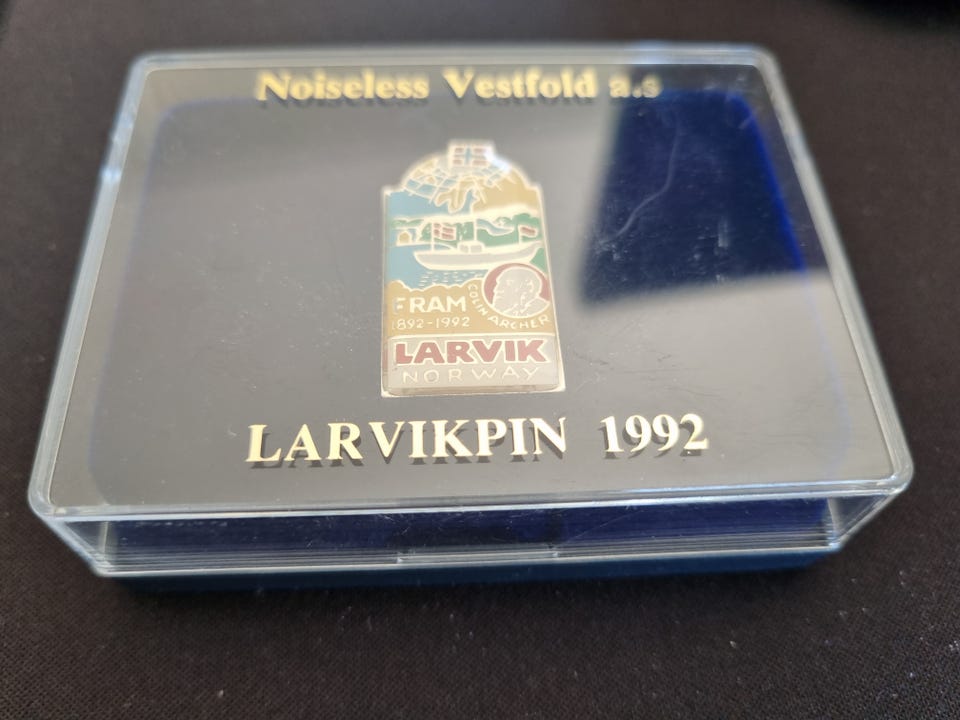 Noiseless Vestfold a.s
FRAM
1892-1992
COLIN ARCHER
LARVIK
NORWAY
LARVIKPIN 1992